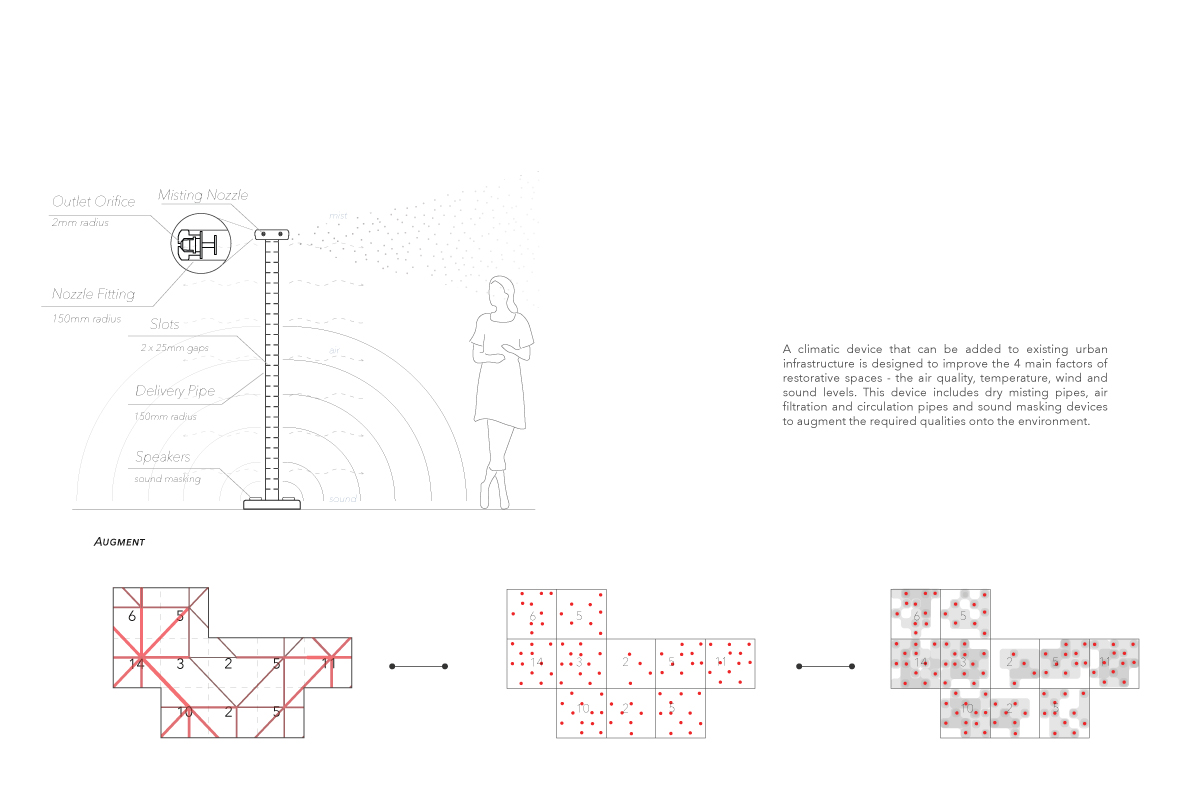 Outlet Orifice
2mm radius
Misting Nozzle
mist
Nozzle Fitting
150mm radius
Slots
2 x 25mm gaps
air
Delivery Pipe
150mm radius
Speakers
sound masking
sound
A climatic device that can be added to existing urban
infrastructure is designed to improve the 4 main factors of
restorative spaces - the air quality, temperature, wind and
sound levels. This device includes dry misting pipes, air
filtration and circulation pipes and sound masking devices
to augment the required qualities onto the environment.
AUGMENT
6 5
14 3 2 5 11
10 2 5
6 5
14 3 2 5 11
10 2 5
6 5
14 3 2 5 11
10 2 5